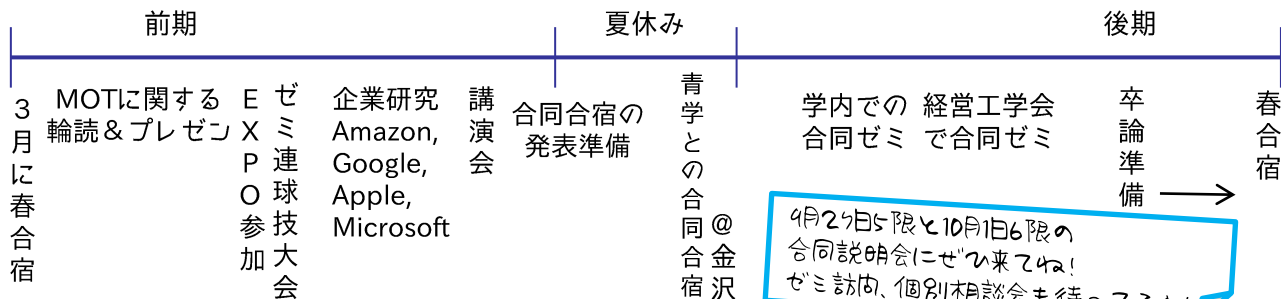 前期
夏休み
後期
3月に春合宿
MOTに関する
輪読＆プレゼン
EXPO参加
ゼミ連球技大会
企業研究
Amazon,
Google,
Apple,
Microsoft
講演会
合同合宿の
発表準備
青学との合同合宿
@金沢
学内での
合同ゼミ
経営工学会
で合同ゼミ
卒論準備
春合宿
5限と10月1日6限の
合同説明会にぜひ来てね!
ゼミ訪問、個別相談会も待ってるよ